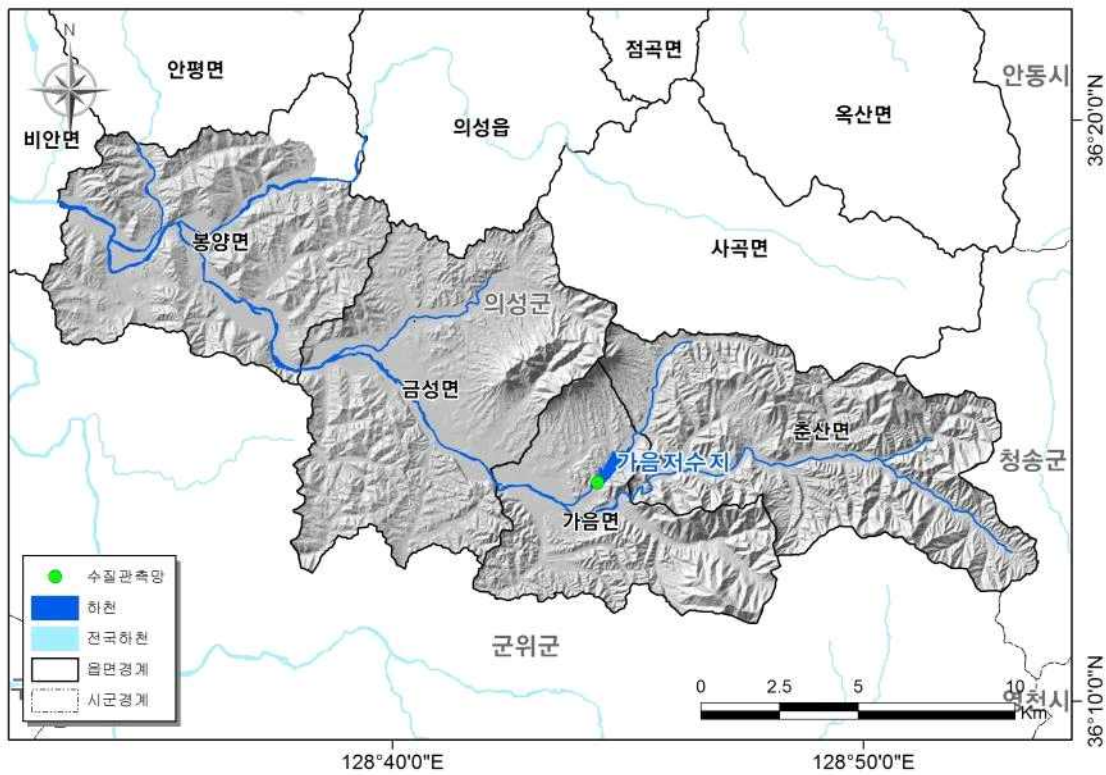 N
안평면
점곡면
안동시
비안면
의성읍
옥산면
36°20'0"N
봉양면
사곡면
의성군
금성면
춘산면
가음저수지
청송군
가음면
수질관측망
하천
전국하천
읍면경계
시군경계
군위군
0 2.5 5 10
Km
영천시
36°10'0"N
128°40'0"E
128°50'0"E